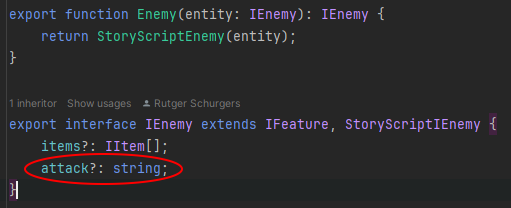 export function Enemy(entity: IEnemy): IEnemy {
    return StoryScriptEnemy(entity);
}
1 inheritor   Show usages   Rutger Schurgers
export interface IEnemy extends IFeature, StoryScriptIEnemy {
    items?: IItem[];
    attack?: string;
}